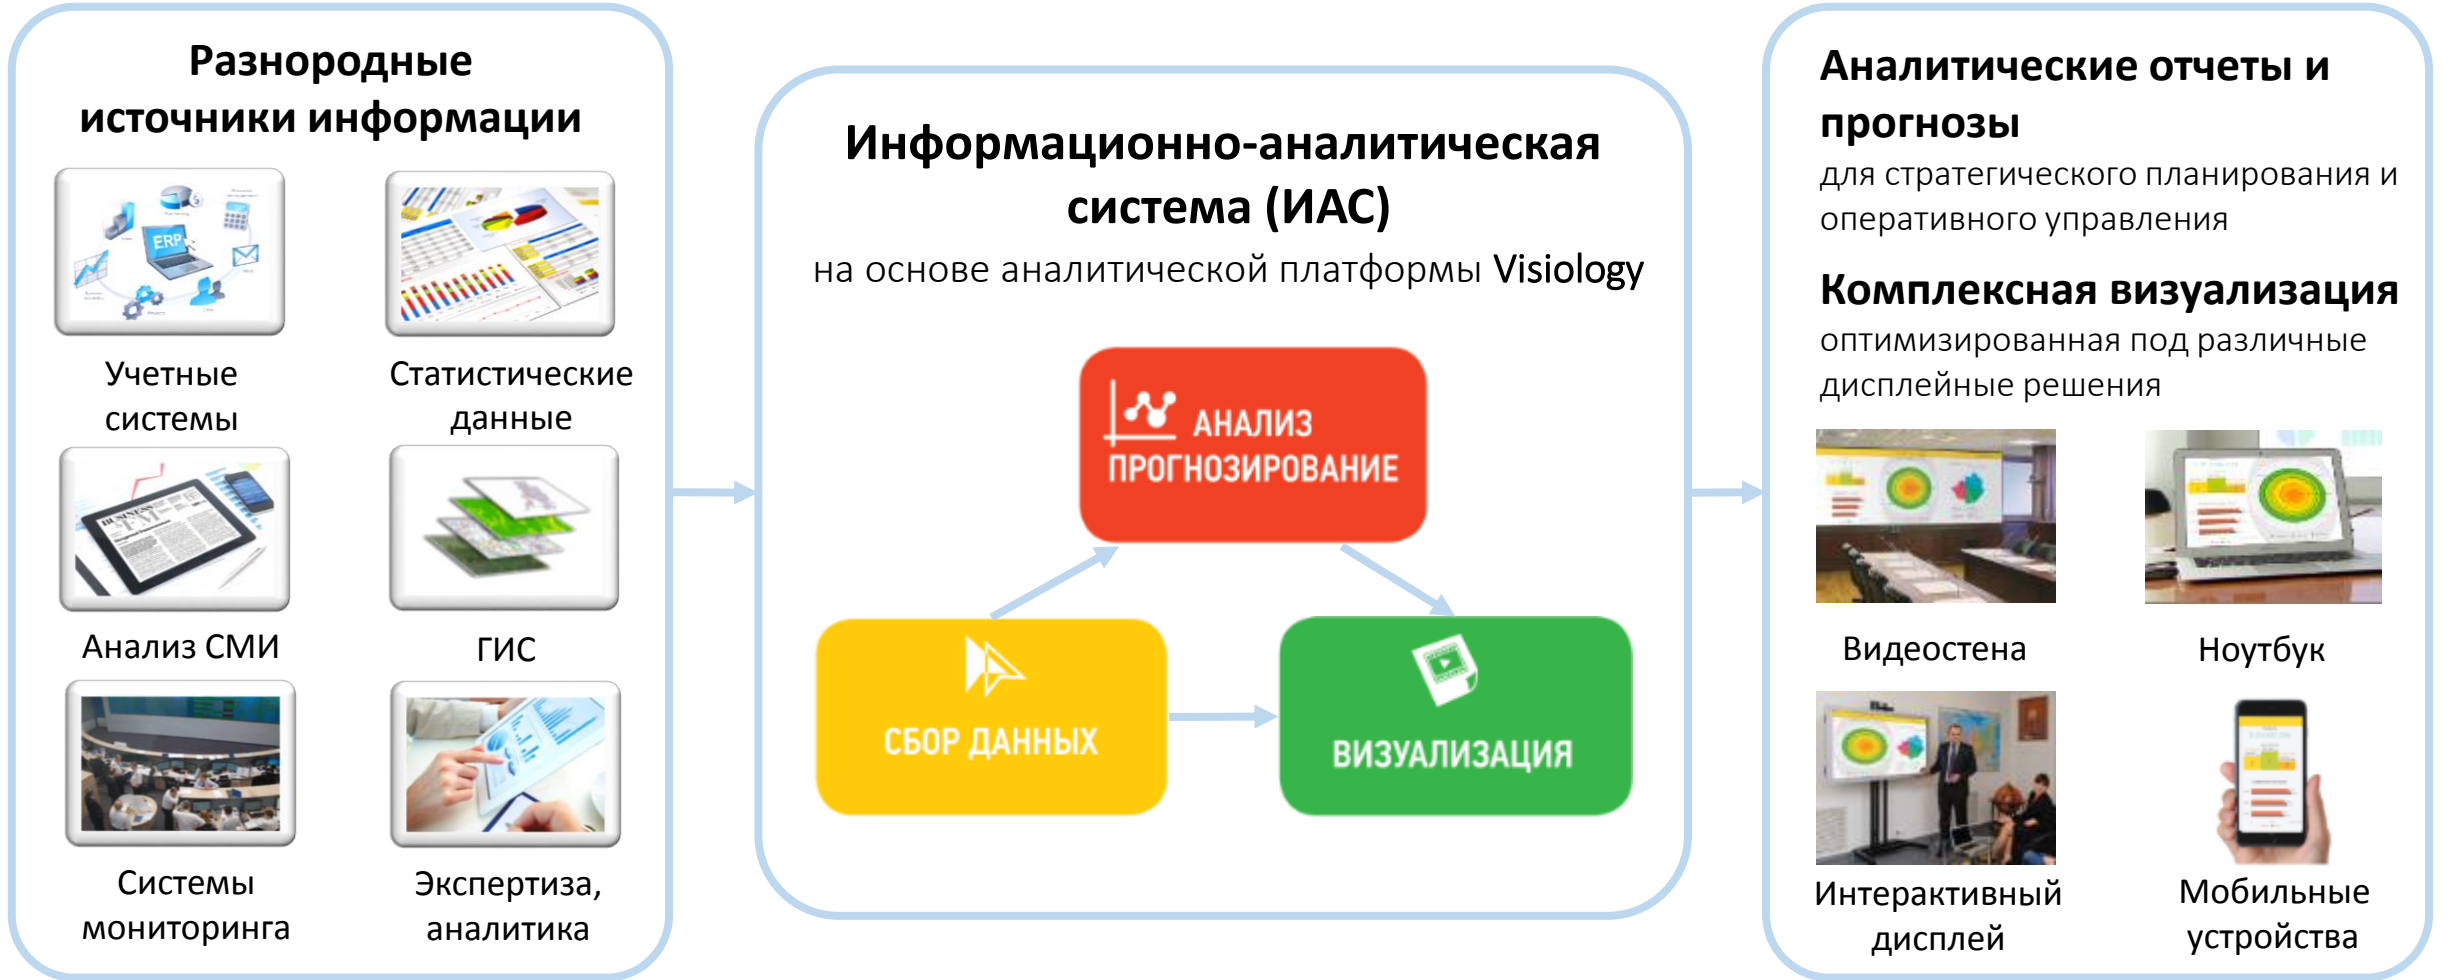 Разнородные
источники информации
ERP
Учетные
системы
Статистические
данные
BUSINESS
Анализ СМИ
ГИС
Системы
мониторинга
Экспертиза,
аналитика
Информационно-аналитическая
система (ИАС)
на основе аналитической платформы Visiology
АНАЛИЗ
ПРОГНОЗИРОВАНИЕ
СБОР ДАННЫХ
ВИЗУАЛИЗАЦИЯ
Аналитические отчеты и
прогнозы
для стратегического планирования и
оперативного управления
Комплексная визуализация
оптимизированная под различные
дисплейные решения
Видеостена
Ноутбук
Интерактивный
дисплей
Мобильные
устройства